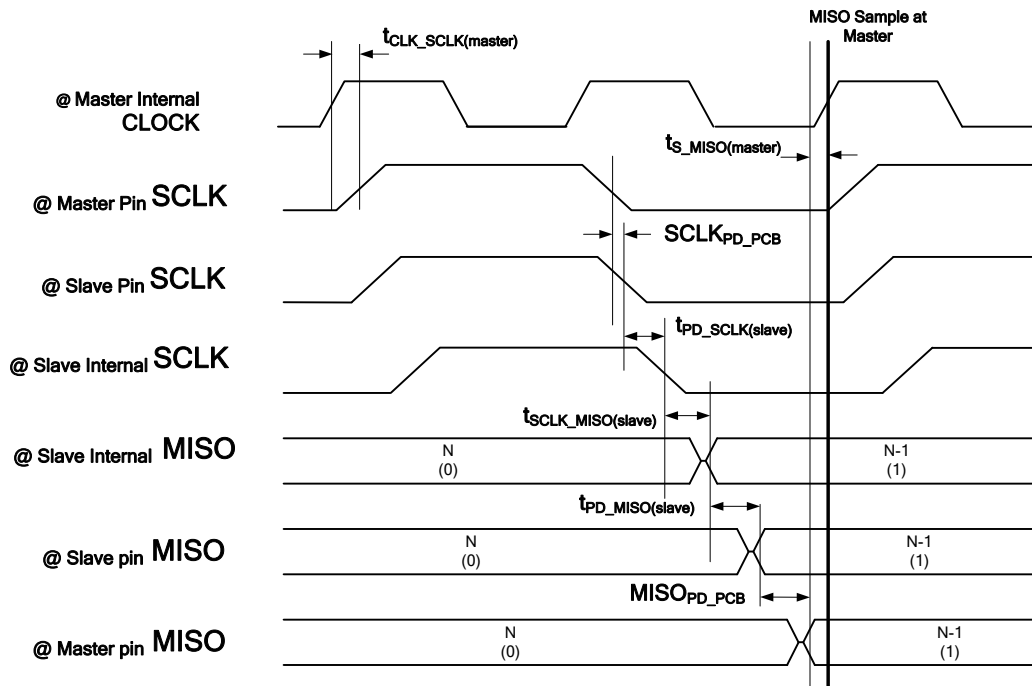 MISO Sample at
Master
tCLK_SCLK(master)
@ Master Internal
CLOCK
tS_MISO(master)
@ Master Pin SCLK
SCLKPD_PCB
@ Slave Pin SCLK
tPD_SCLK(slave)
@ Slave Internal SCLK
tSCLK_MISO(slave)
@ Slave Internal MISO
N
(0)
N-1
(1)
tPD_MISO(slave)
@ Slave pin MISO
N
(0)
N-1
(1)
MISOPD_PCB
@ Master pin MISO
N
(0)
N-1
(1)